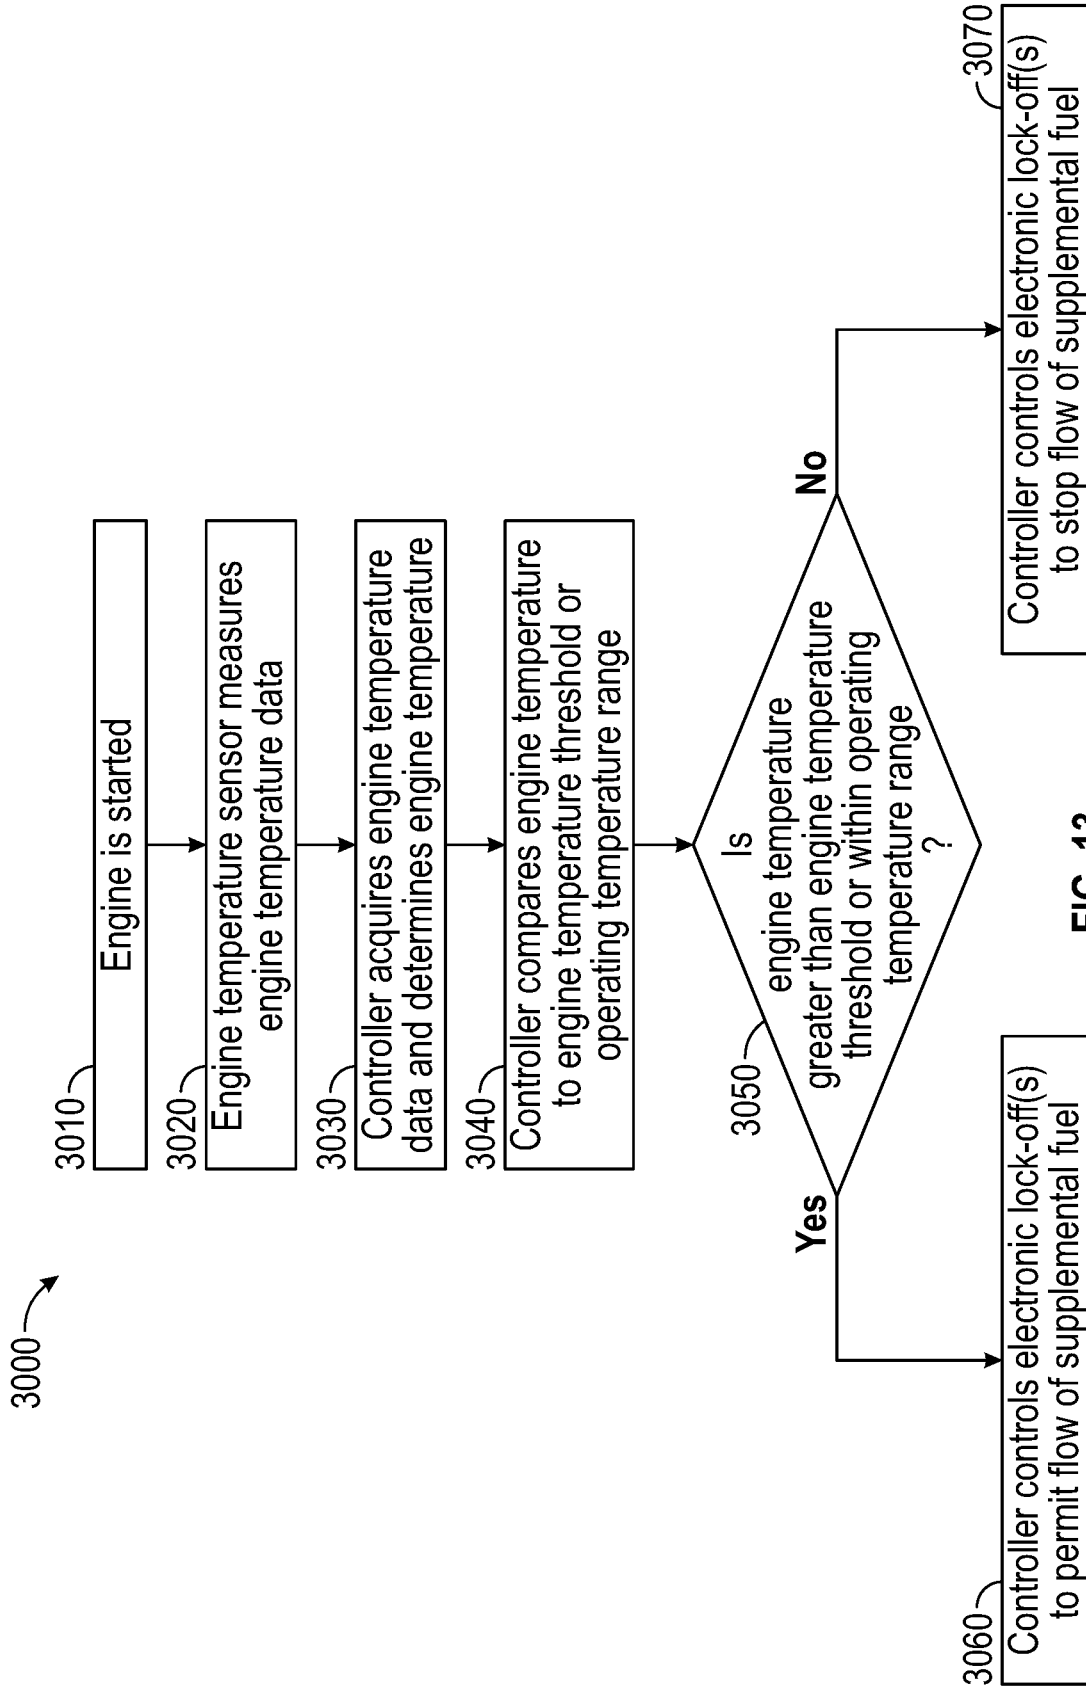 3000
3010
Engine is started
3020
Engine temperature sensor measures
engine temperature data
3030
Controller acquires engine temperature
data and determines engine temperature
3040
Controller compares engine temperature
to engine temperature threshold or
operating temperature range
3050
Is
engine temperature
greater than engine temperature
threshold or within operating
temperature range
?
Yes
No
3060
Controller controls electronic lock-off(s)
to permit flow of supplemental fuel
3070
Controller controls electronic lock-off(s)
to stop flow of supplemental fuel